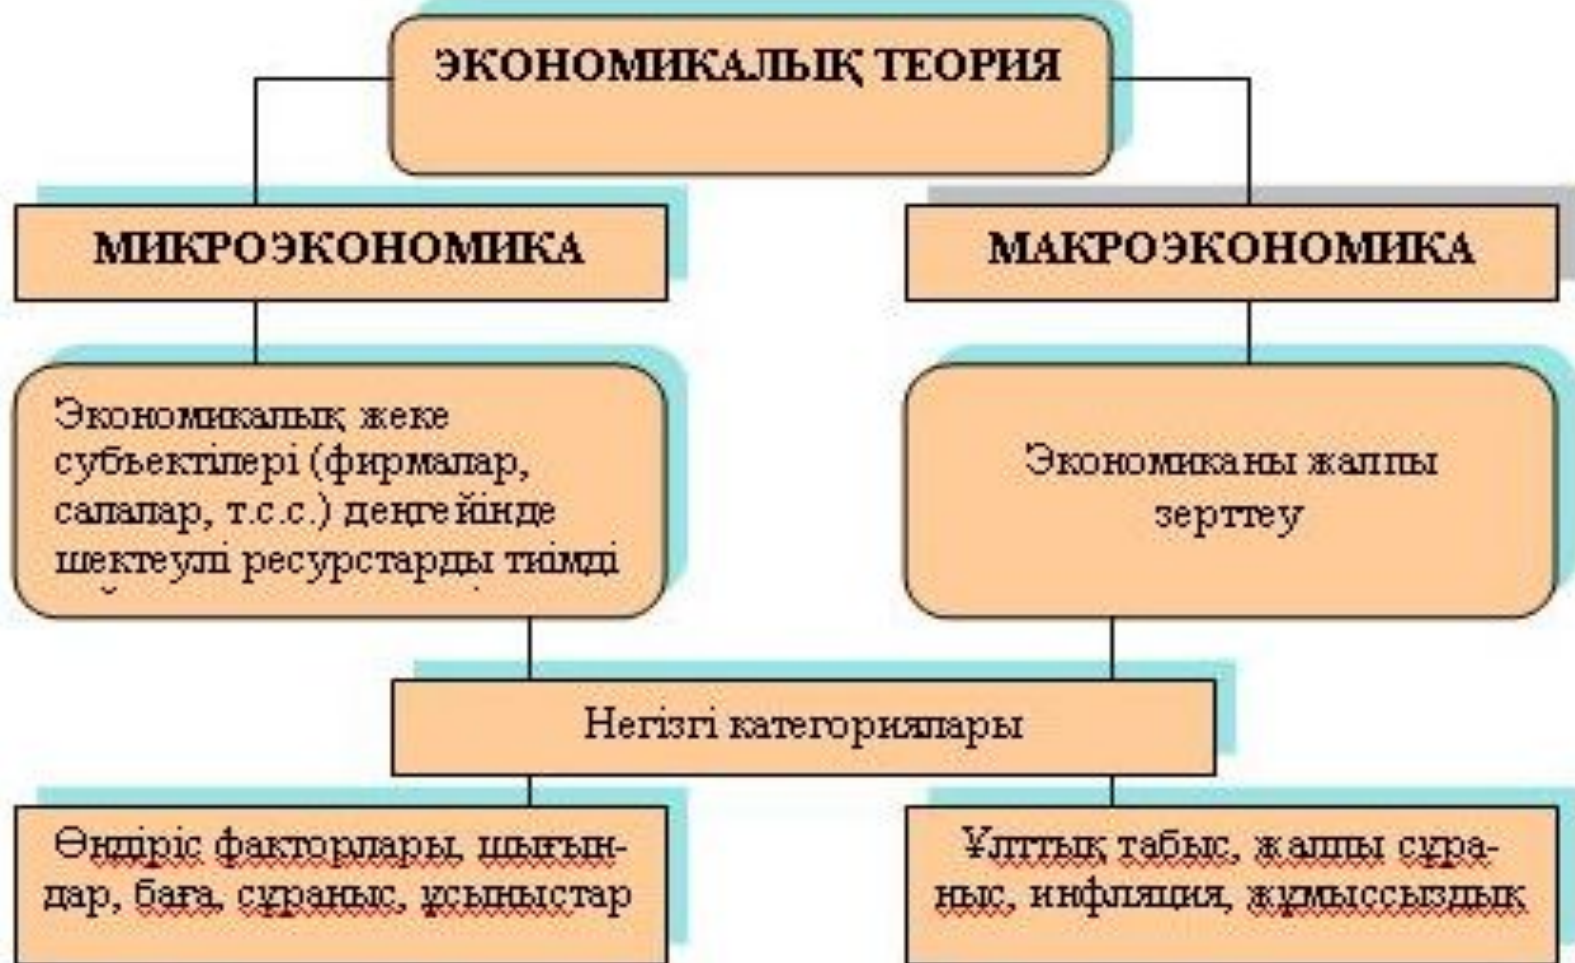 ЭКОНОМИКАЛЫҚ ТЕОРИЯ
МИКРОЭКОНОМИКА
МАКРОЭКОНОМИКА
Экономикалық жеке
субъектілері (фирмалар,
салалар, т.с.с.) деңгейінде
шектеулі ресурстарды тиімді
Экономиканы жалпы
зерттеу
Негізгі категориялары
Өндіріс факторлары, шығын-
дар, баға, сұраныс, ұсыныстар
Ұлттық табыс, жалпы сұра-
ныс, инфляция, жұмыссыздық